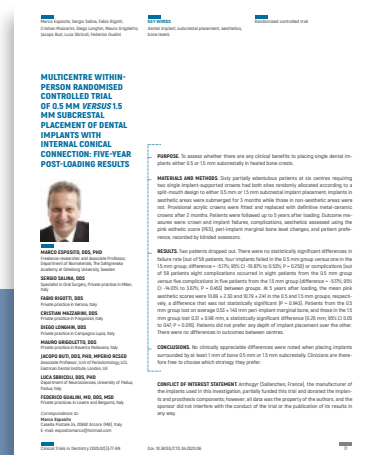 Marco Esposito, Sergio Salina, Fabio Rigotti,
Cristian Mazzarini, Diego Longhin, Mauro Grigoletto,
Jacopo Buti, Luca Sbricoli, Federico Gualini
KEY WORDS
dental implant, subcrestal placement, aesthetics,
bone levels
Randomised controlled trial
MULTICENTRE WITHIN-
PERSON RANDOMISED
CONTROLLED TRIAL
OF 0.5 MM VERSUS 1.5
MM SUBCRESTAL
PLACEMENT OF DENTAL
IMPLANTS WITH
INTERNAL CONICAL
CONNECTION: FIVE-YEAR
POST-LOADING RESULTS
MARCO ESPOSITO, DDS, PHD
Freelance researcher and Associate Professor,
Department of Biomaterials, The Sahlgrenska
Academy at Göteborg University, Sweden
SERGIO SALINA, DDS
Specialist in Oral Surgery, Private practice in Milan,
Italy
FABIO RIGOTTI, DDS
Private practice in Verona, Italy
CRISTIAN MAZZARINI, DDS
Private practice in Italy
DIEGO LONGHIN, DDS
Private practice in Italy
MAURO GRIGOLETTO, DDS
Private practice in Padovana, Italy
JACOPO BUTI, DDS, PHD, MPERIO RCSED
Associate Professor, Unit of Periodontology, UCL
Eastman Dental Institute, London, UK
LUCA SBRICOLI, DDS, PHD
Department of Neurosciences, University of Padua,
Padua, Italy
FEDERICO GUALINI, MD, DDS, MSD
Private practices in Lovere and Bergamo, Italy
Correspondence to:
Marco Esposito
Casella Postale 34, 20862 Arcore (MB), Italy
E-mail: espositomarco@hotmail.com
PURPOSE. To assess whether there are any clinical benefits to placing single dental im-
plants either 0.5 or 1.5 mm subcrestally in healed bone crests.
MATERIALS AND METHODS. Sixty partially edentulous patients at six centres requiring
two single implant-supported crowns had both sites randomly allocated according to a
split-mouth design to either 0.5 mm or 1.5 mm subcrestal implant placement; implants in
aesthetic areas were submerged for 3 months while those in non-aesthetic areas were
not. Provisional acrylic crowns were fitted and replaced with definitive metal-ceramic
crowns after 2 months. Patients were followed up to 5 years after loading. Outcome mea-
sures were: crown and implant failures, complications, aesthetics assessed using the
pink esthetic score (PES), peri-implant marginal bone level changes, and patient prefe-
rence, recorded by blinded assessors.
RESULTS. Two patients dropped out. There were no statistically significant differences in
failure rate (out of 58 patients, four implants failed in the 0.5 mm group versus one in the
1.5 mm group; difference = -5.17%; 95% CI -10.87% to 0.53%; P = 0.250) or complications (out
of 58 patients eight complications occurred in eight patients from the 0.5 mm group
versus five complications in five patients from the 1.5 mm group (difference = -5.17%; 95%
CI -14.01% to 3.67%; P = 0.453) between groups. At 5 years after loading, the mean pink
aesthetic scores were 10.89 ± 2.30 and 10.79 ± 2.41 in the 0.5 and 1.5 mm groups, respecti-
vely, a difference that was not statistically significant (P = 0.943). Patients from the 0.5
mm group lost on average 0.53 ± 1.43 mm peri-implant marginal bone, and those in the 1.5
mm group lost 0.31 ± 0.98 mm, a statistically significant difference (0.26 mm; 95% CI 0.05
to 0.47; P = 0.016). Patients did not prefer any depth of implant placement over the other.
There were no differences in outcomes between centres.
CONCLUSIONS. No clinically appreciable differences were noted when placing implants
surrounded by at least 1 mm of bone 0.5 mm or 1.5 mm subcrestally. Clinicians are there-
fore free to choose which strategy they prefer.
CONFLICT OF INTEREST STATEMENT. Anthogyr (Sallanches, France), the manufacturer of
the implants used in this investigation, partially funded this trial and donated the implan-
ts and prosthetic components; however, all data was the property of the authors, and the
sponsor did not interfere with the conduct of the trial or the publication of its results in
any way.
Clinical Trials in Dentistry 2020;02(3):77-89
77